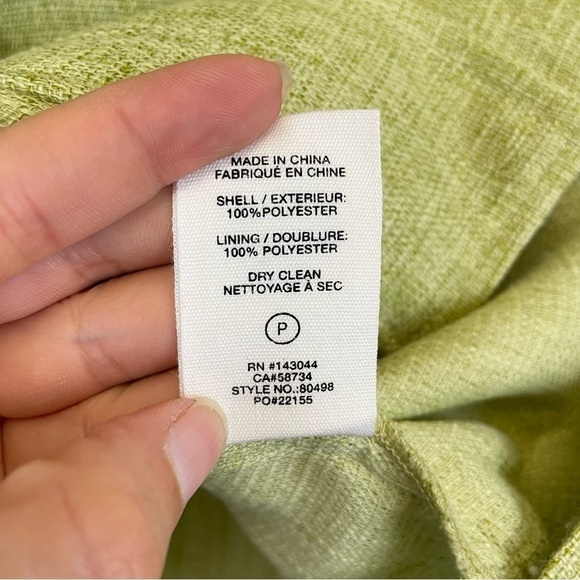 MADE IN CHINA
FABRIQUÉ EN CHINE
SHELL / EXTERIEUR:
100%POLYESTER
LINING / DOUBLURE:
100% POLYESTER
DRY CLEAN
NETTOYAGE À SEC
P
RN #143044
CA#58734
STYLE NO.:80498
PO#22155